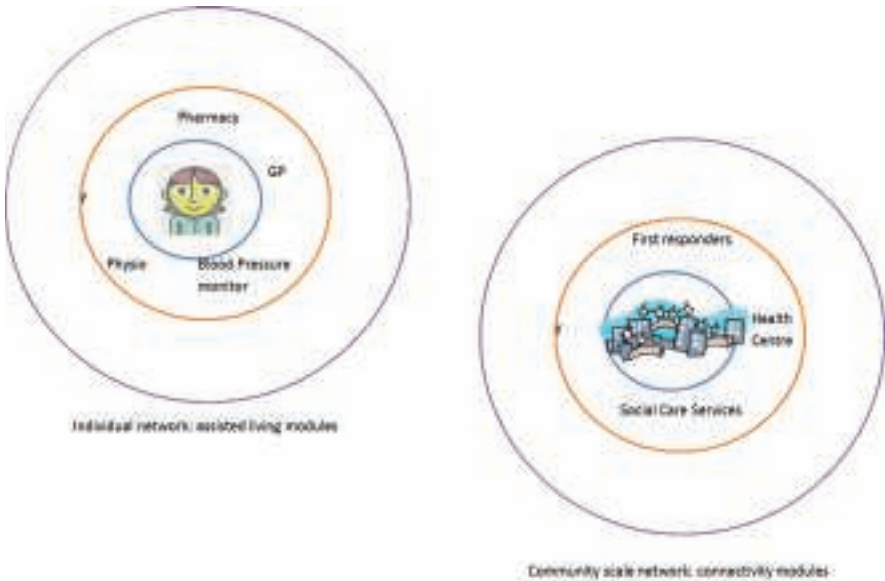 Pharmacy
GP
Physio
Blood Pressure
monitor
Individual network: assisted living modules
First responders
Health
Centre
Social Care Services
Community scale network: connectivity modules